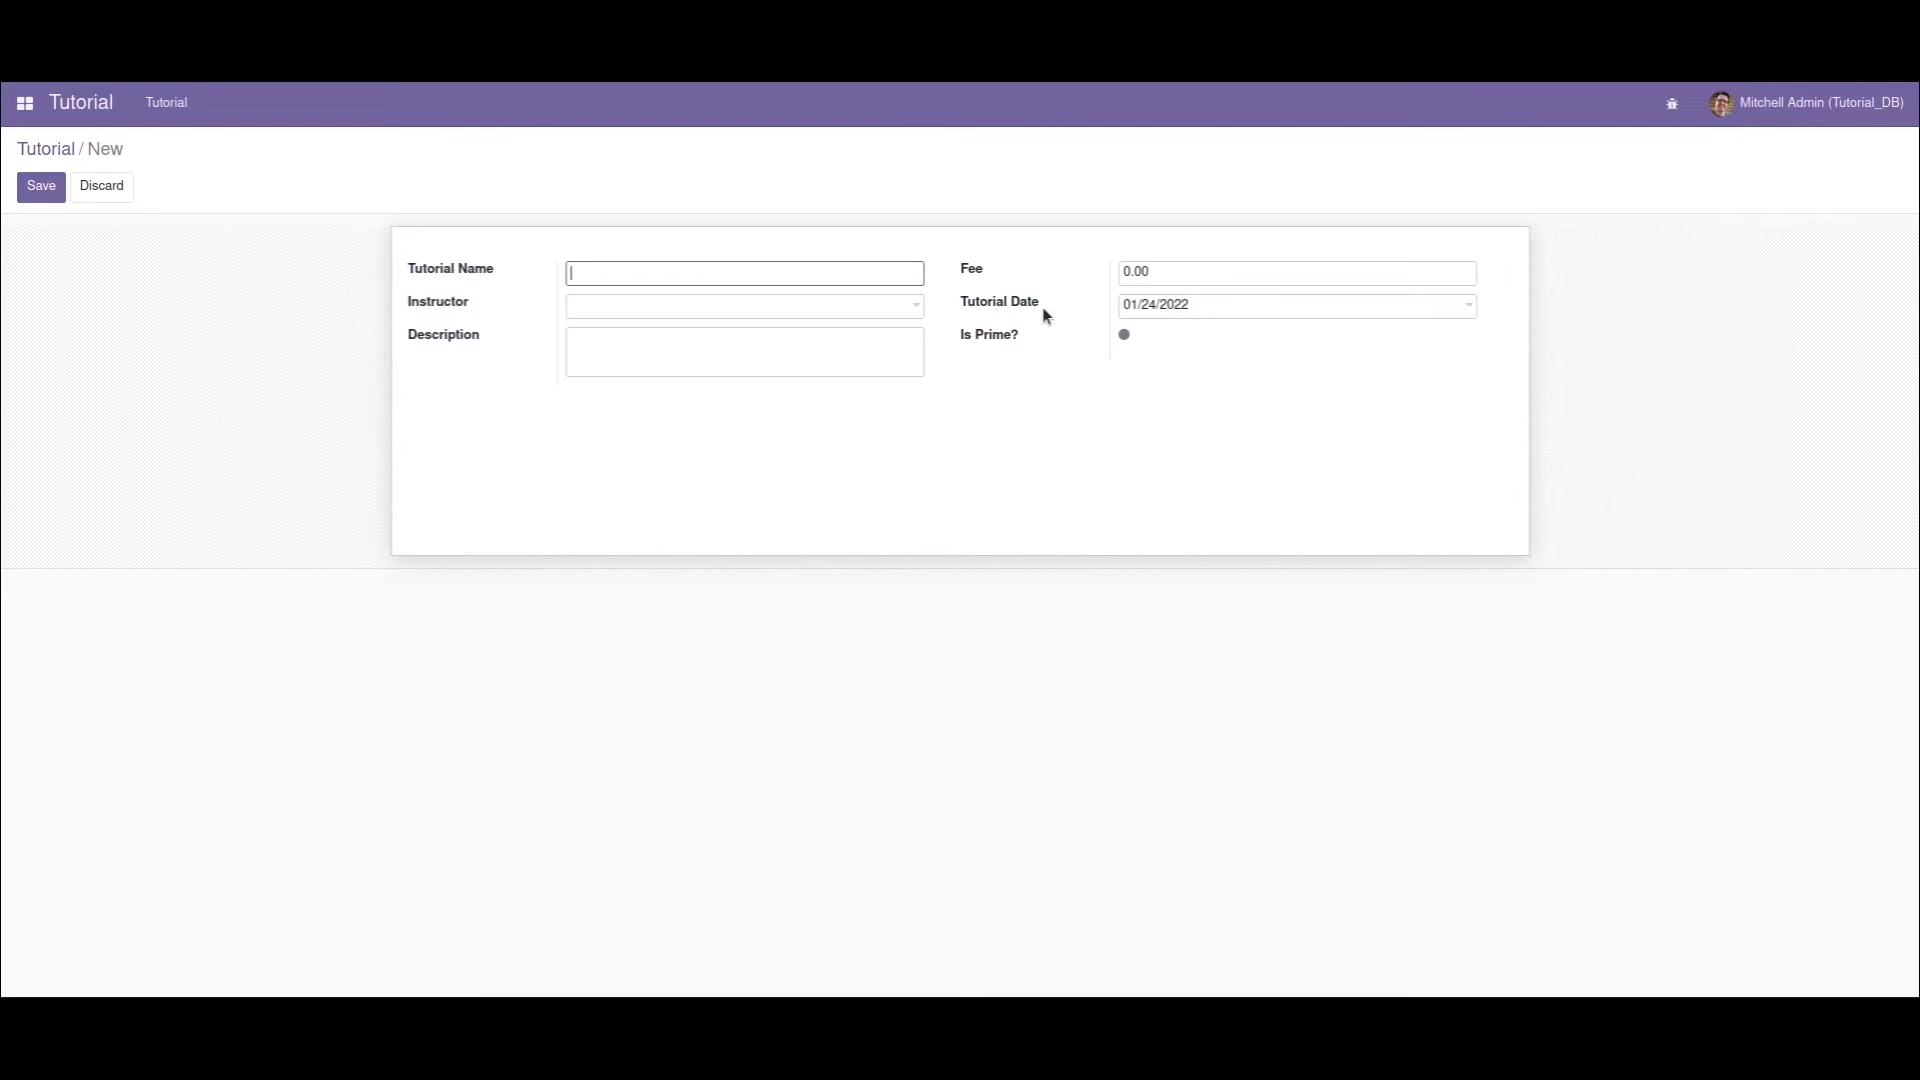 Tutorial Tutorial Mitchell Admin (Tutorial_DB)
Tutorial / New
Save Discard
Tutorial Name Fee 0.00
Instructor Tutorial Date 01/24/2022
Description Is Prime?